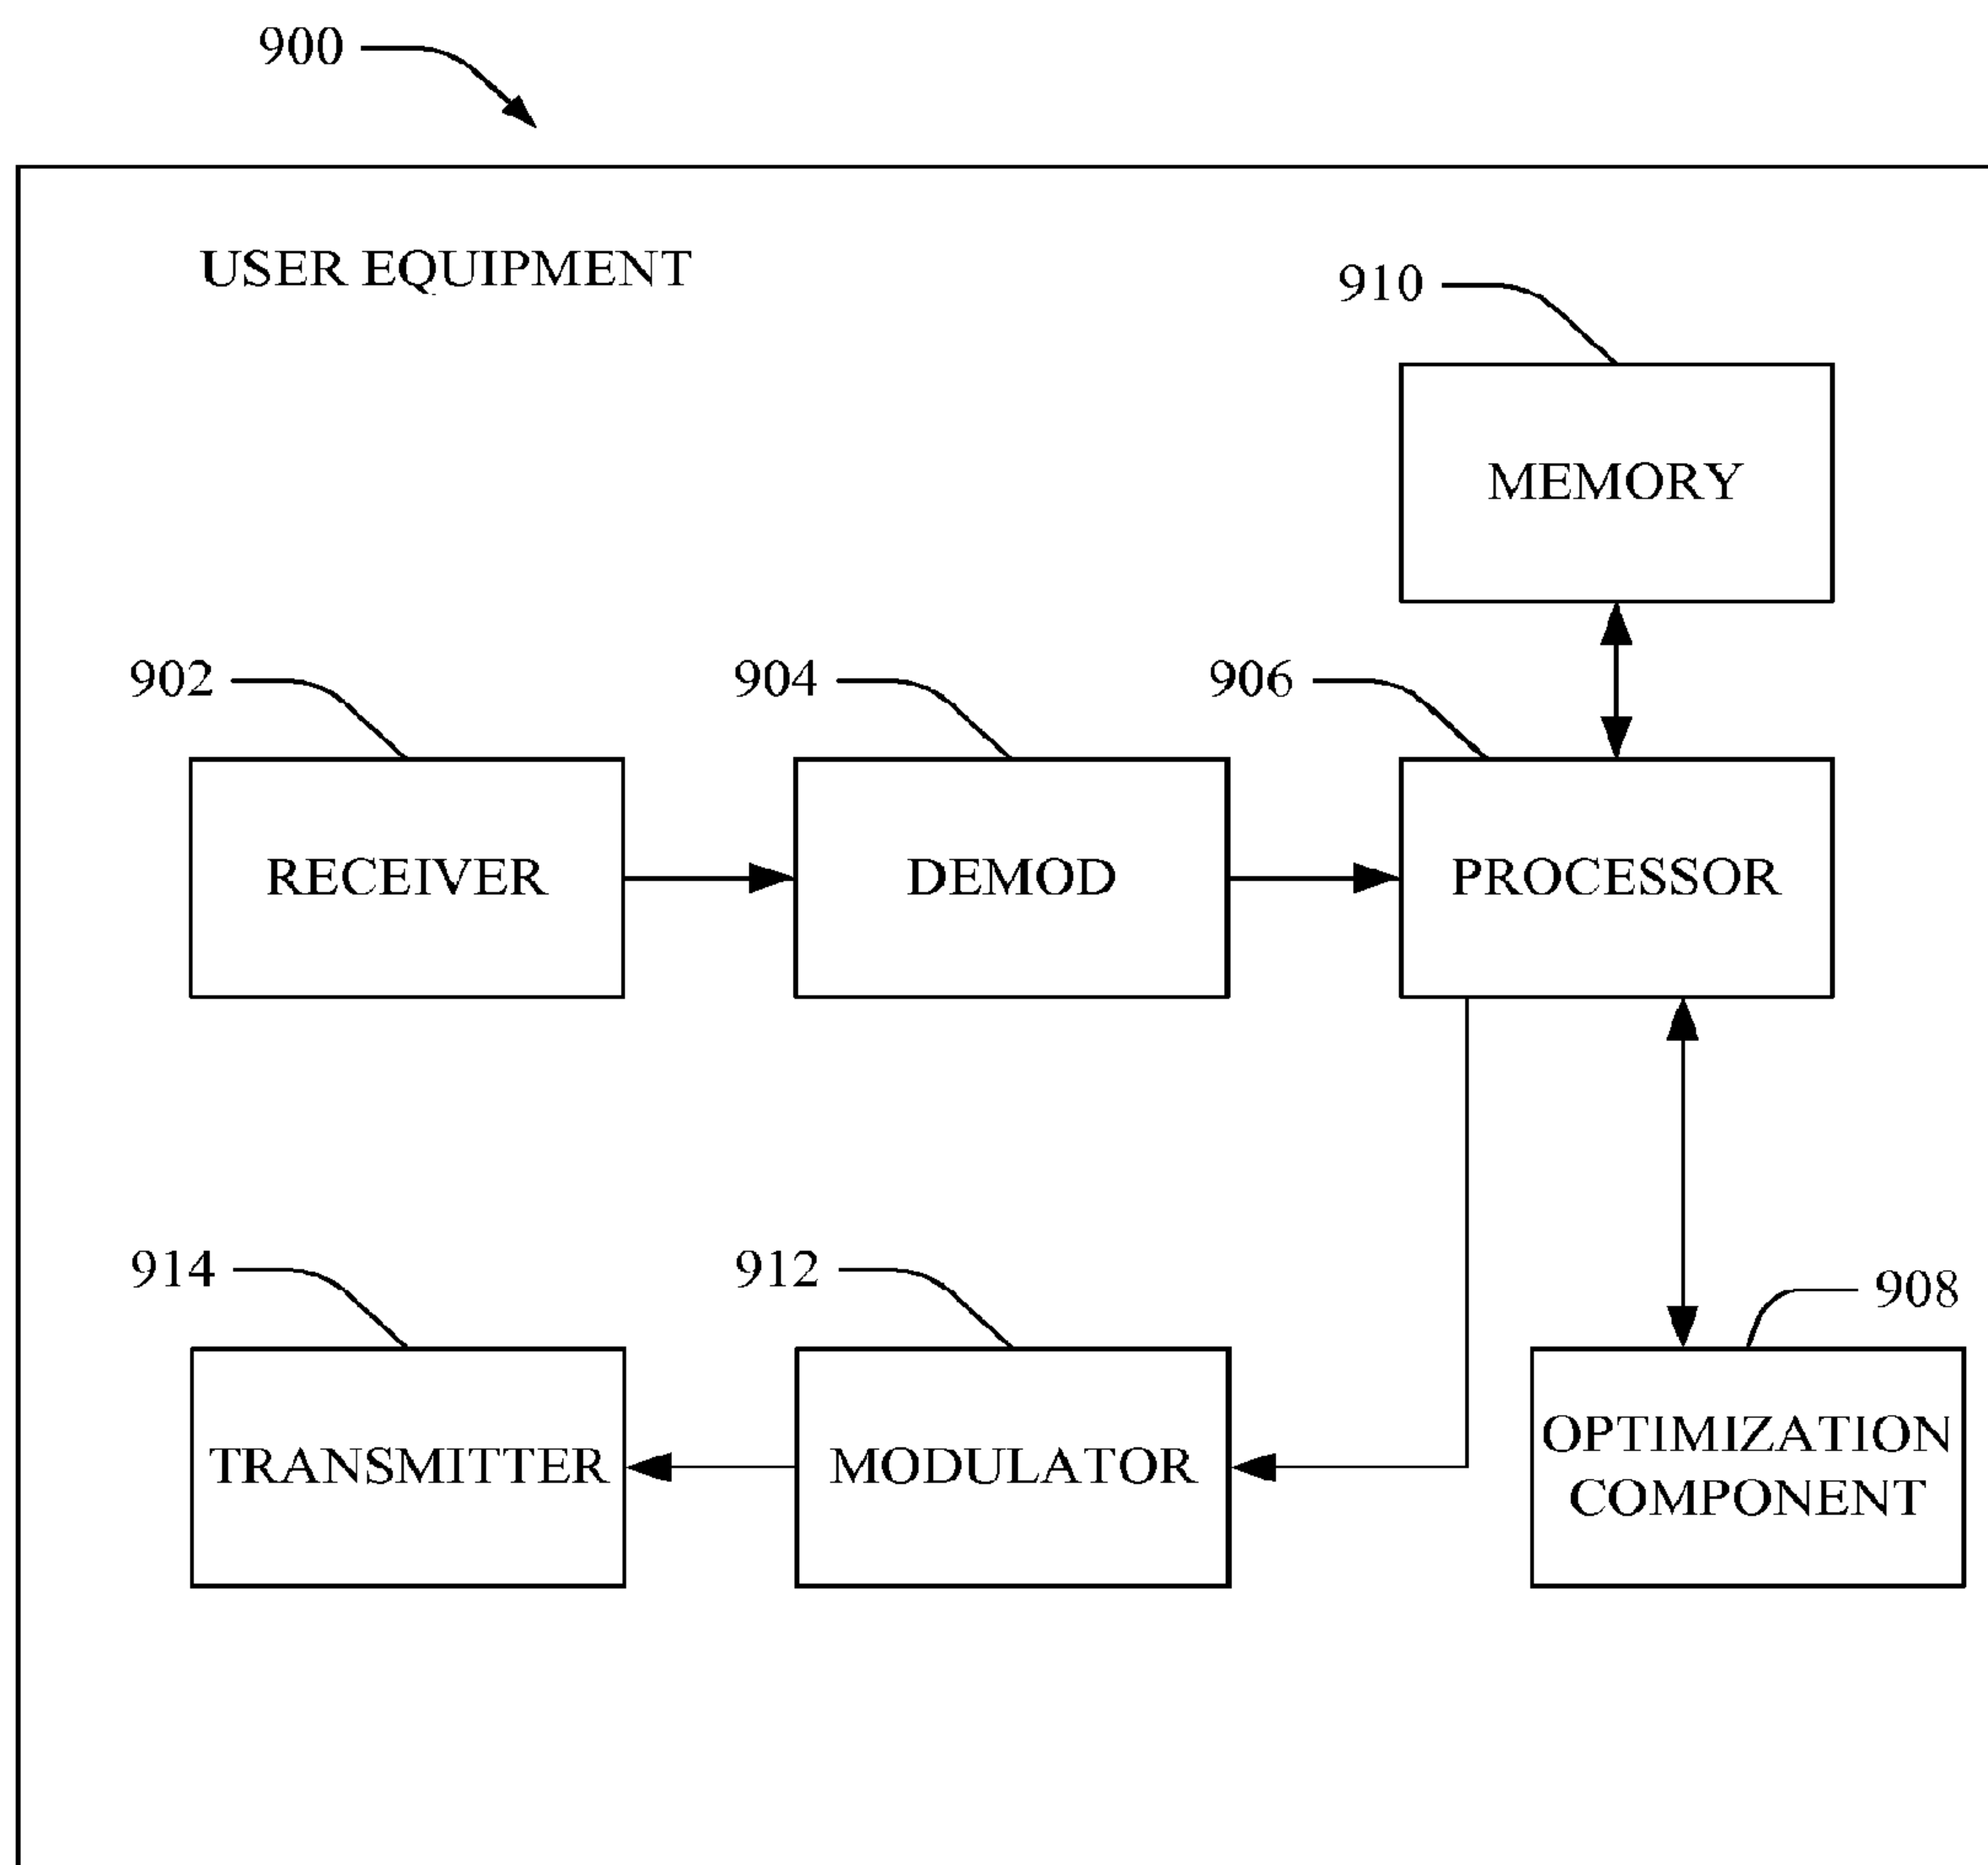 900
USER EQUIPMENT
910
MEMORY
902
904
906
RECEIVER
DEMOD
PROCESSOR
914
912
908
TRANSMITTER
MODULATOR
OPTIMIZATION
COMPONENT